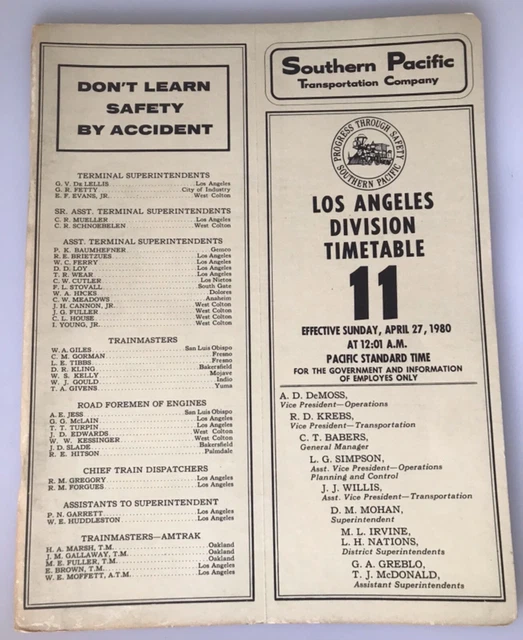 DON'T LEARN
SAFETY
BY ACCIDENT
TERMINAL SUPERINTENDENTS
G. V. De LELLIS Los Angeles
G. R. FETTY City of Industry
E. F. EVANS, JR. West Colton
SR. ASST. TERMINAL SUPERINTENDENTS
C. R. MUELLER Los Angeles
C. R. SCHNOEBELEN West Colton
ASST. TERMINAL SUPERINTENDENTS
P. K. BAUMHEFNER Gemco
R. E. BRIETZUES Los Angeles
W. C. FERRY Los Angeles
D. D. LOY Los Angeles
T. R. WEAR Los Angeles
C. W. CUTLER Los Nietos
F. L. STOVALL South Gate
W. A. HICKS Dolores
C. W. MEADOWS Anaheim
J. H. CANNON, JR. West Colton
J. G. FULLER West Colton
C. L. HOUSE West Colton
I. YOUNG, JR. West Colton
TRAINMASTERS
W. A. GILES San Luis Obispo
C. M. GORMAN Fresno
L. E. TIBBS Fresno
D. R. KLING Bakersfield
W. S. KELLY Mojave
W. J. GOULD Indio
T. A. GIVENS Yuma
ROAD FOREMEN OF ENGINES
A. E. JESS San Luis Obispo
G. G. McLAIN Los Angeles
T. T. TURPIN Los Angeles
J. D. EDWARDS West Colton
W. W. KESSINGER West Colton
J. D. SLADE Bakersfield
R. E. HITSON Palmdale
CHIEF TRAIN DISPATCHERS
R. M. GREGORY Los Angeles
R. M. FORGUES Los Angeles
ASSISTANTS TO SUPERINTENDENT
P. N. GARRETT Los Angeles
W. E. HUDDLESTON Los Angeles
TRAINMASTERS—AMTRAK
H. A. MARSH, T.M. Oakland
J. M. GALLAWAY, T.M. Oakland
M. E. FULLER, T.M. Oakland
E. BROWN, T.M. Los Angeles
W. E. MOFFETT, A.T.M. Los Angeles
Southern Pacific
Transportation Company
PROGRESS THROUGH SAFETY
SOUTHERN PACIFIC
LOS ANGELES
DIVISION
TIMETABLE
11
EFFECTIVE SUNDAY, APRIL 27, 1980
AT 12:01 A.M.
PACIFIC STANDARD TIME
FOR THE GOVERNMENT AND INFORMATION
OF EMPLOYES ONLY
A. D. DeMOSS,
Vice President—Operations
R. D. KREBS,
Vice President—Transportation
C. T. BABERS,
General Manager
L. G. SIMPSON,
Asst. Vice President—Operations
Planning and Control
J. J. WILLIS,
Asst. Vice President—Transportation
D. M. MOHAN,
Superintendent
M. L. IRVINE,
L. H. NATIONS,
District Superintendents
G. A. GREBLO,
T. J. McDONALD,
Assistant Superintendents